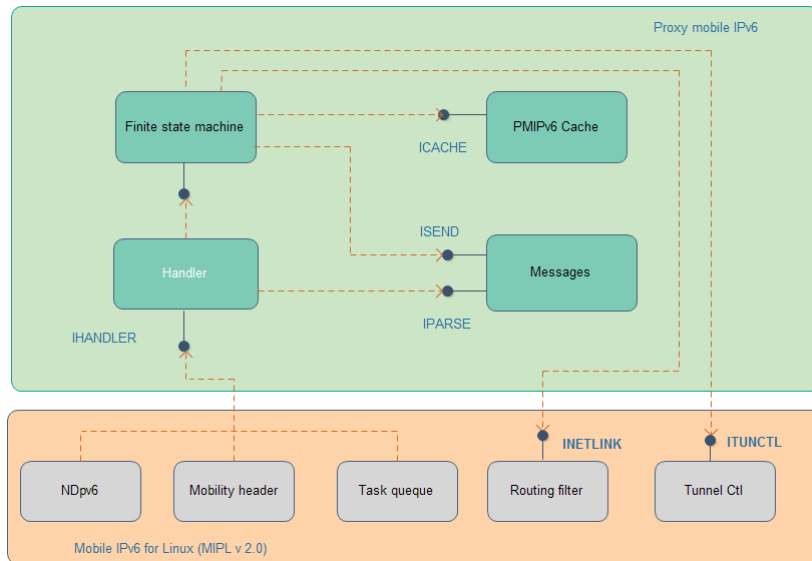 Proxy mobile IPv6
Finite state machine
PMIPv6 Cache
ICACHE
ISEND
Handler
Messages
IPARSE
IHANDLER
INETLINK
ITUNCTL
NDpv6
Mobility header
Task queque
Routing filter
Tunnel Ctl
Mobile IPv6 for Linux (MIPL v 2.0)